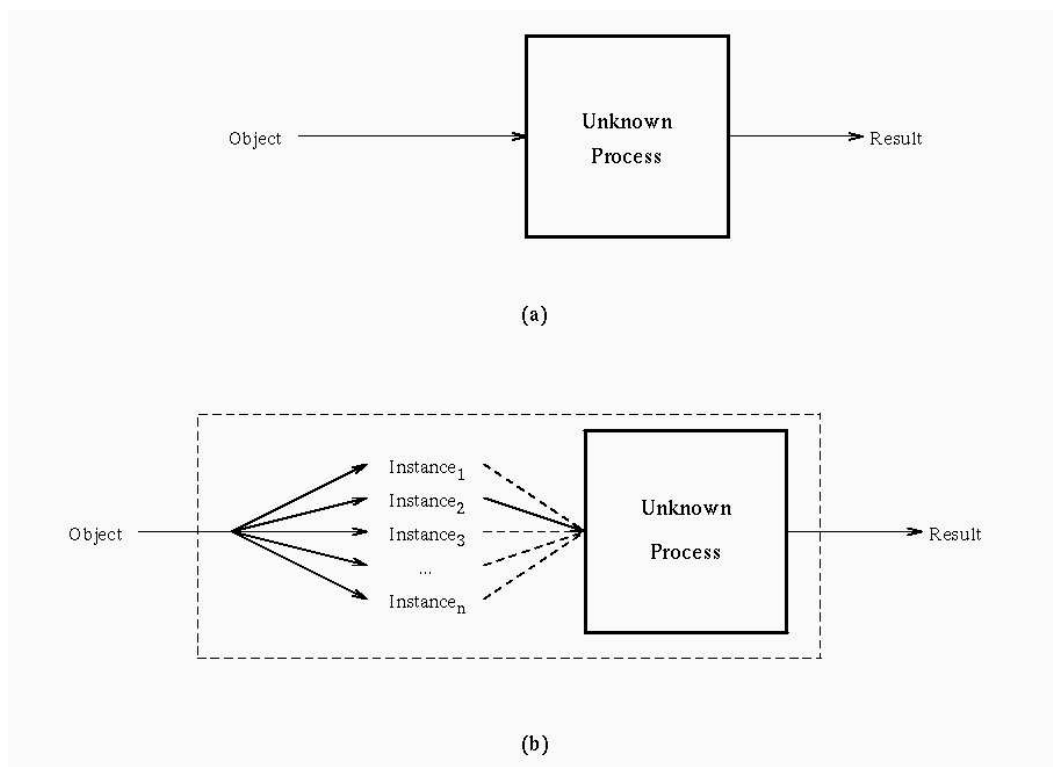 Object
Unknown
Process
Result
(a)
Object
Instance1
Instance2
Instance3
...
Instancen
Unknown
Process
Result
(b)